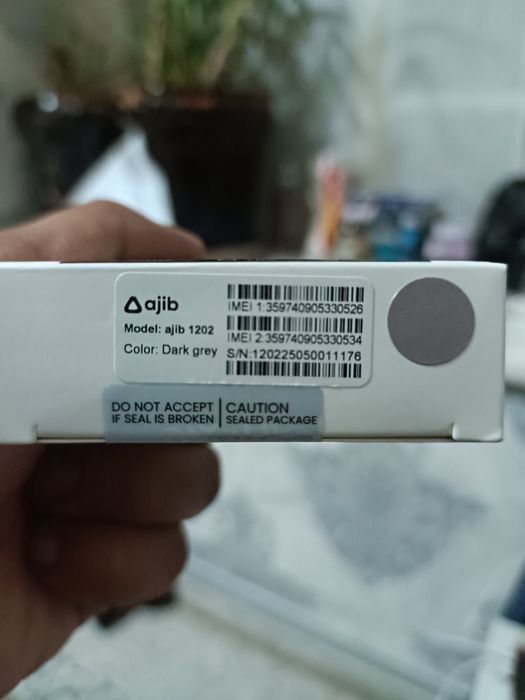 ajib
Model: ajib 1202
Color: Dark grey
IMEI 1:359740905330526
IMEI 2:359740905330534
S/N:120225050011176
DO NOT ACCEPT
IF SEAL IS BROKEN
CAUTION
SEALED PACKAGE